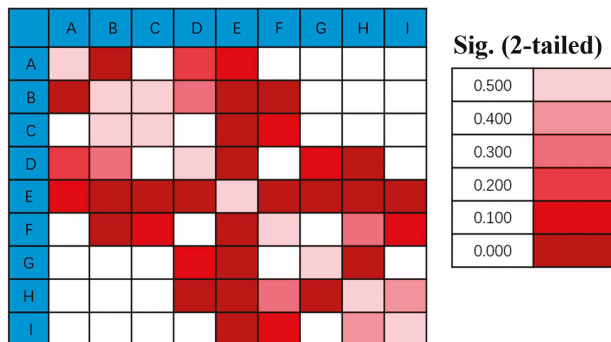 A B C D E F G H I
A
B
C
D
E
F
G
H
I
Sig. (2-tailed)
0.500
0.400
0.300
0.200
0.100
0.000